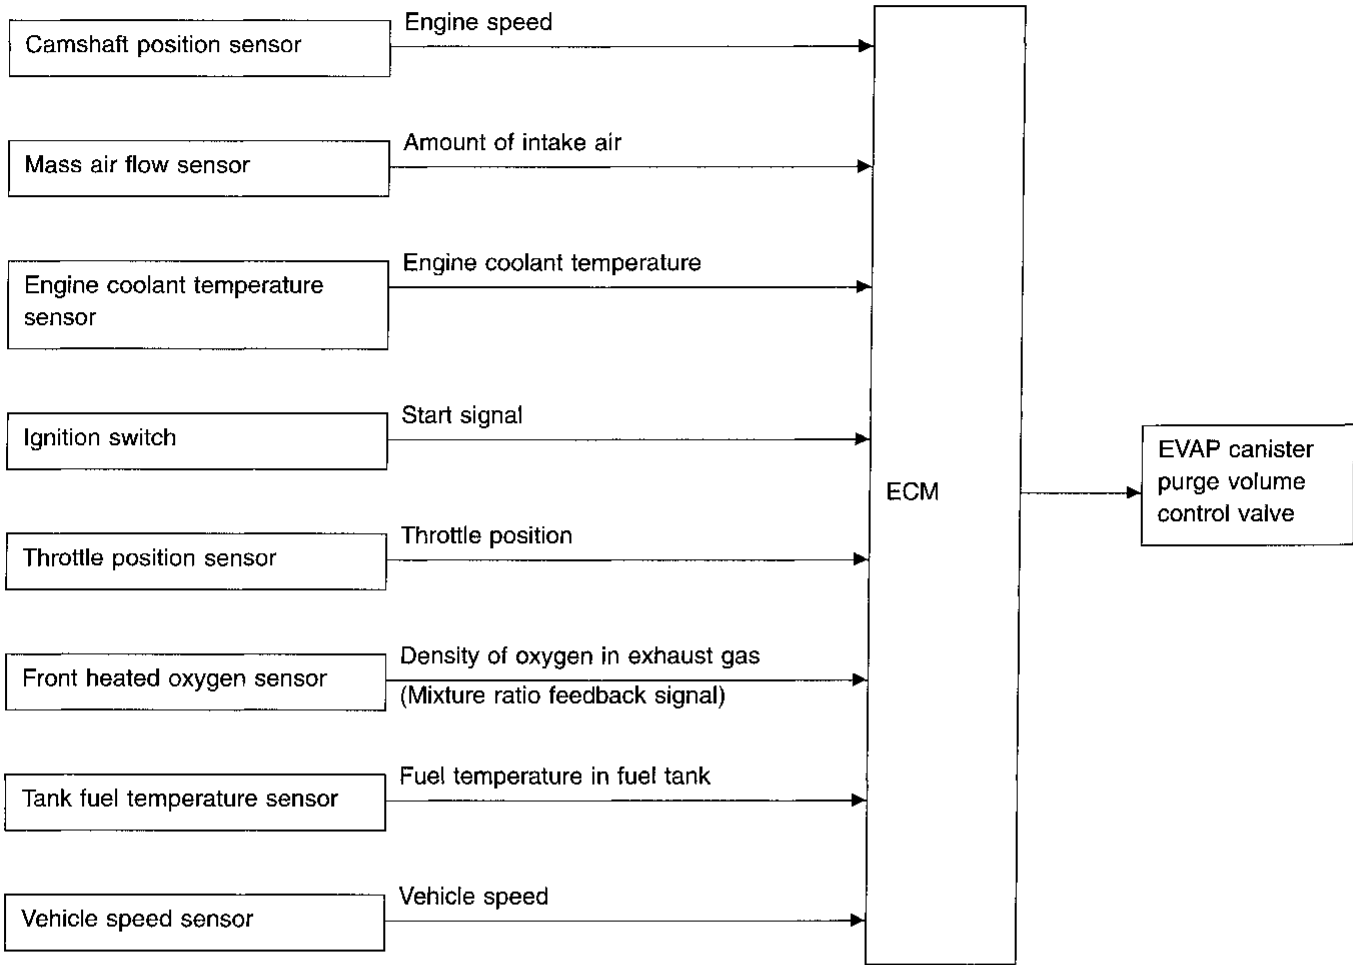 Camshaft position sensor
Engine speed
Mass air flow sensor
Amount of intake air
Engine coolant temperature
sensor
Engine coolant temperature
Ignition switch
Start signal
Throttle position sensor
Throttle position
Front heated oxygen sensor
Density of oxygen in exhaust gas
(Mixture ratio feedback signal)
Tank fuel temperature sensor
Fuel temperature in fuel tank
Vehicle speed sensor
Vehicle speed
ECM
EVAP canister
purge volume
control valve